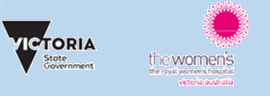 VICTORIA
State
Government
the women's
the royal women's hospital
victoria australia